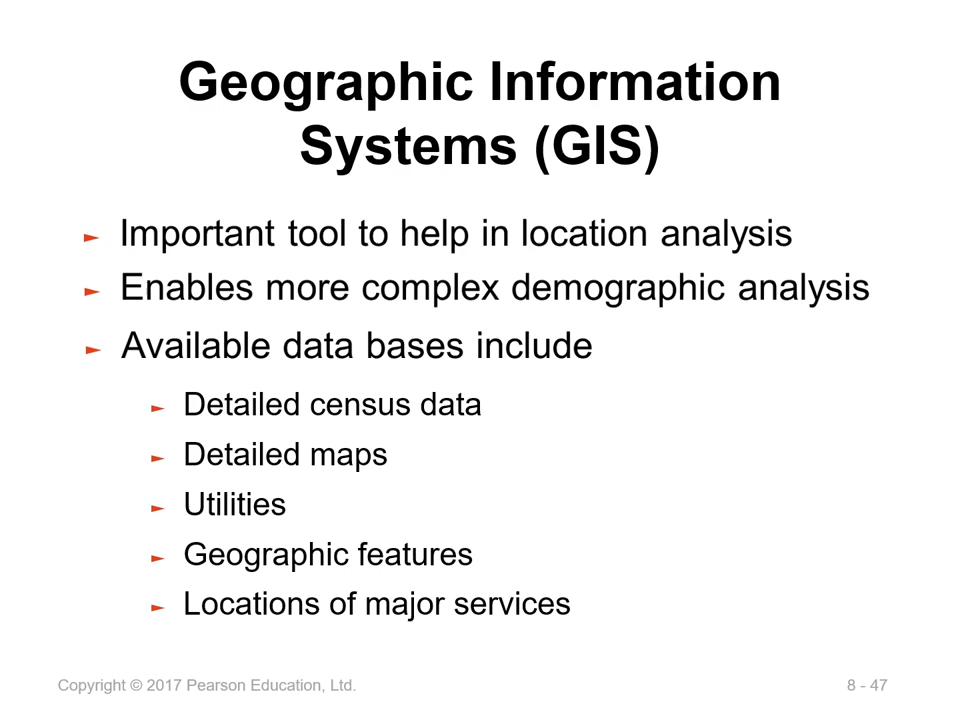 Geographic Information
Systems (GIS)
► Important tool to help in location analysis
► Enables more complex demographic analysis
► Available data bases include
► Detailed census data
► Detailed maps
► Utilities
► Geographic features
► Locations of major services
Copyright © 2017 Pearson Education, Ltd.
8 - 47